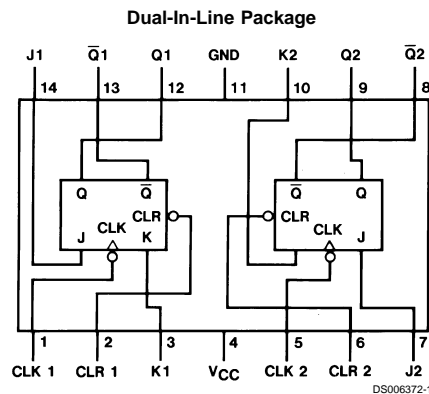 Dual-In-Line Package
J1 Q̅1 Q1 GND K2 Q2 Q̅2
14 13 12 11 10 9 8
Q Q̅ Q̅ Q
CLR CLR
CLK CLK
J K J
1 2 3 4 5 6 7
CLK 1 CLR 1 K1 VCC CLK 2 CLR 2 J2
DS006372-1